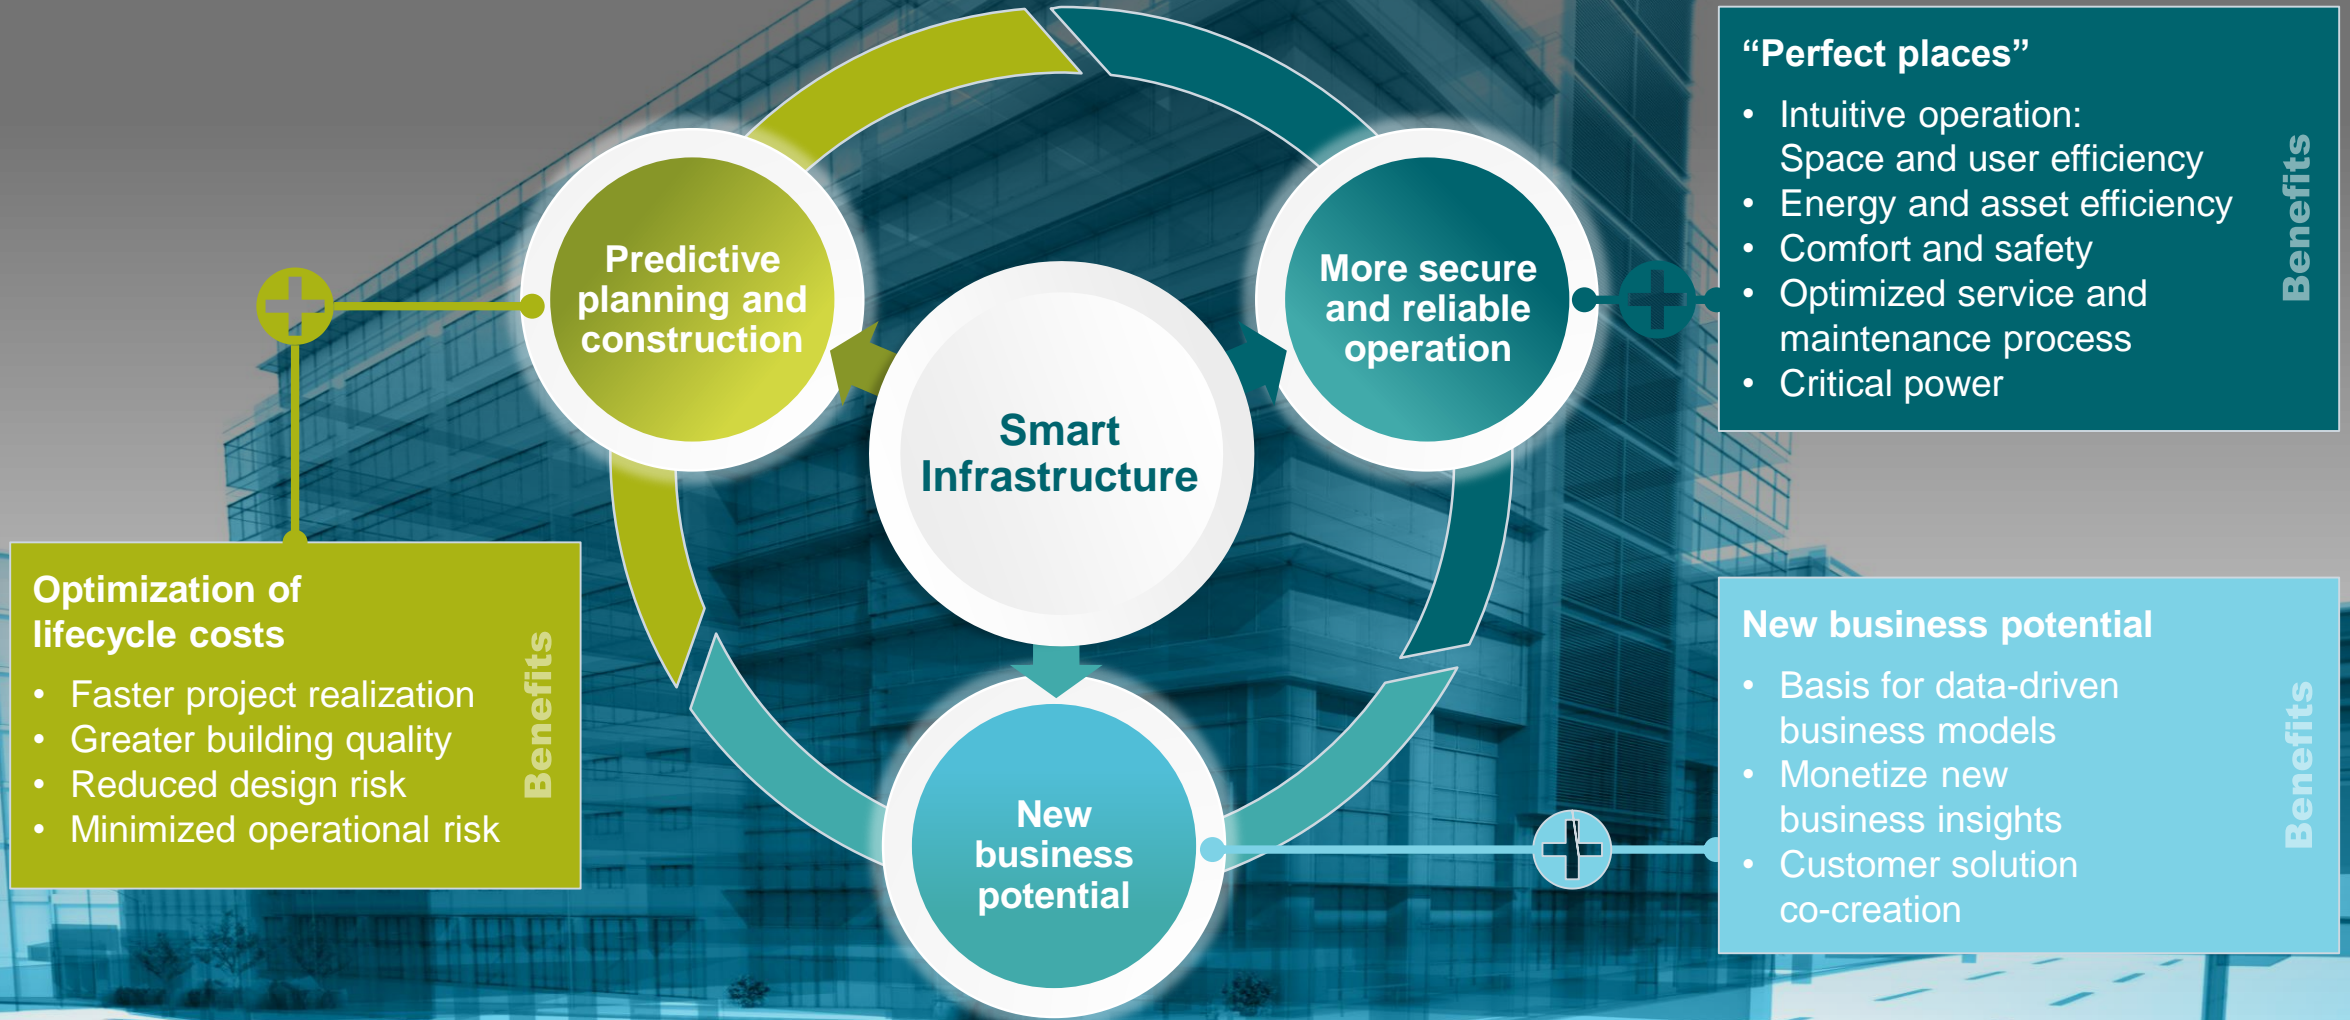 Predictive
planning and
construction
More secure
and reliable
operation
Smart
Infrastructure
New
business
potential
“Perfect places”
• Intuitive operation:
Space and user efficiency
• Energy and asset efficiency
• Comfort and safety
• Optimized service and
maintenance process
• Critical power
Benefits
Optimization of
lifecycle costs
• Faster project realization
• Greater building quality
• Reduced design risk
• Minimized operational risk
Benefits
New business potential
• Basis for data-driven
business models
• Monetize new
business insights
• Customer solution
co-creation
Benefits